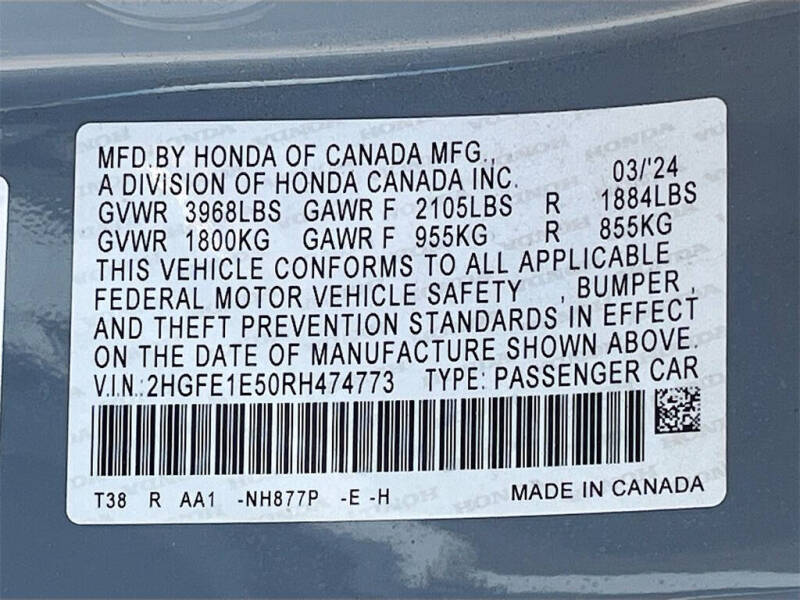 MFD.BY HONDA OF CANADA MFG.,
A DIVISION OF HONDA CANADA INC. 03/'24
GVWR 3968LBS GAWR F 2105LBS R 1884LBS
GVWR 1800KG GAWR F 955KG R 855KG
THIS VEHICLE CONFORMS TO ALL APPLICABLE
FEDERAL MOTOR VEHICLE SAFETY , BUMPER ,
AND THEFT PREVENTION STANDARDS IN EFFECT
ON THE DATE OF MANUFACTURE SHOWN ABOVE.
V.I.N.:2HGFE1E50RH474773 TYPE: PASSENGER CAR
T38 R AA1 -NH877P -E -H MADE IN CANADA